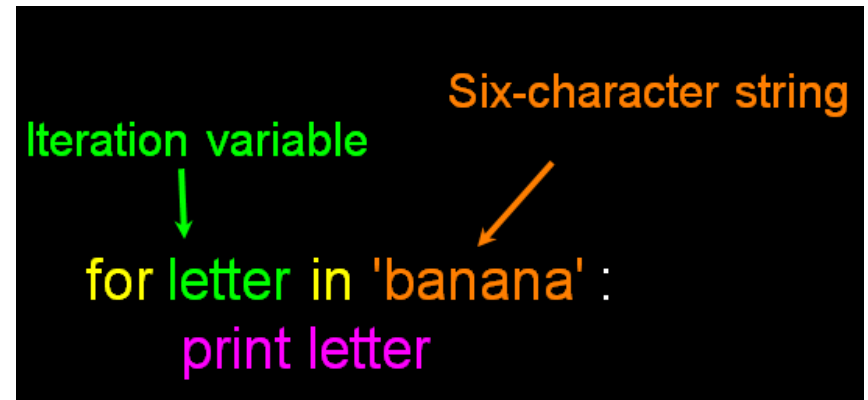 Six-character string
Iteration variable
for letter in 'banana' :
print letter